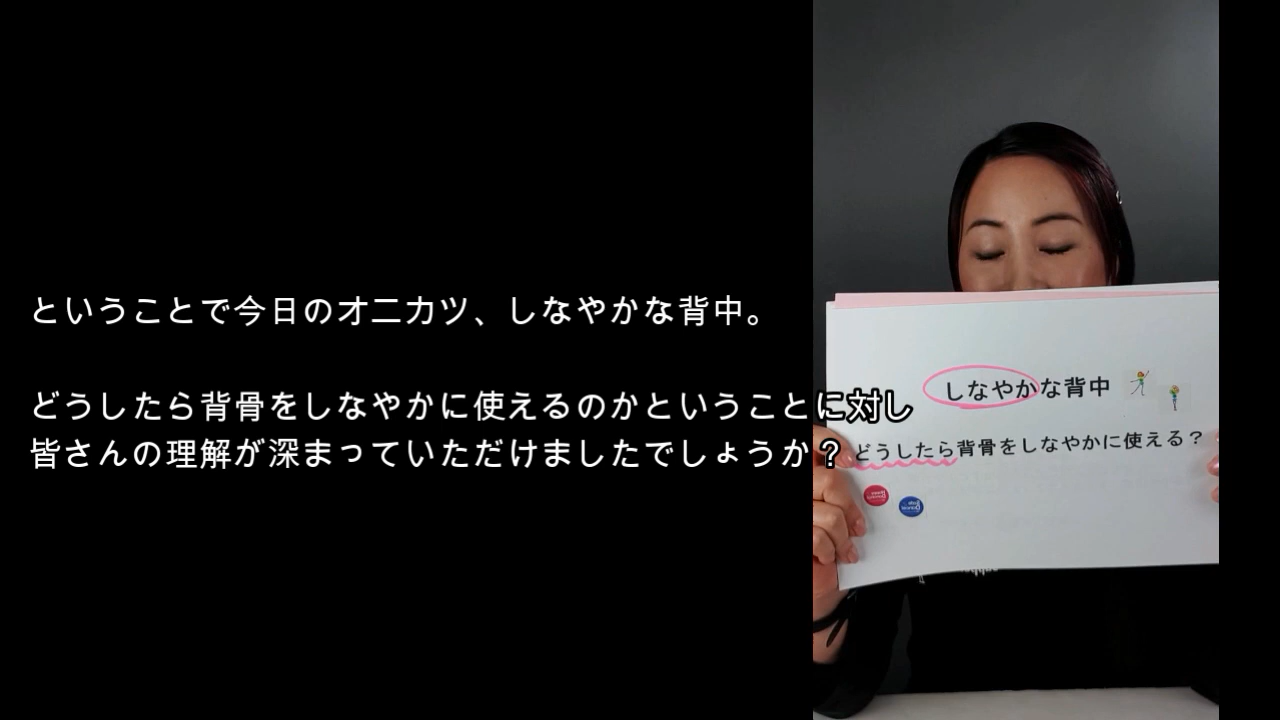 ということで今日のオニカツ、しなやかな背中。
どうしたら背骨をしなやかに使えるのかということに対し
皆さんの理解が深まっていただけましたでしょうか？
しなやかな背中
どうしたら背骨をしなやかに使える？